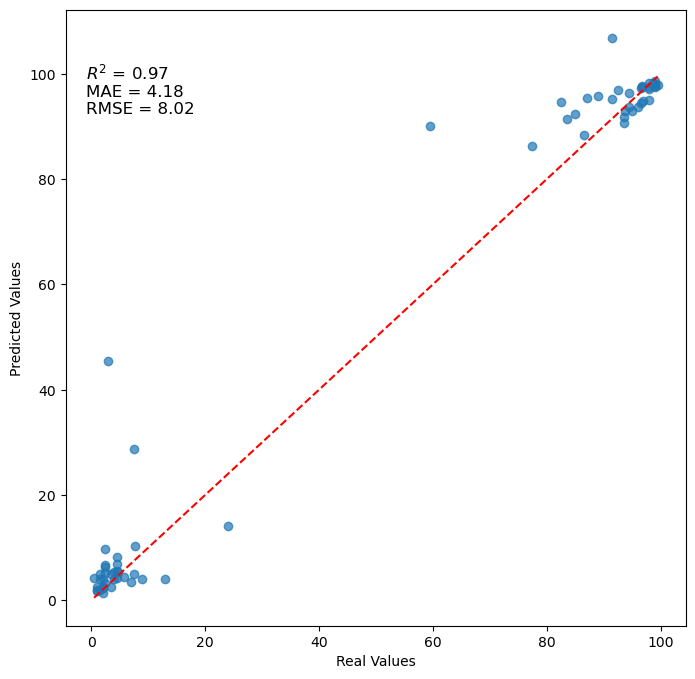 R² = 0.97
MAE = 4.18
RMSE = 8.02
100
80
60
40
20
0
Predicted Values
0 20 40 60 80 100
Real Values